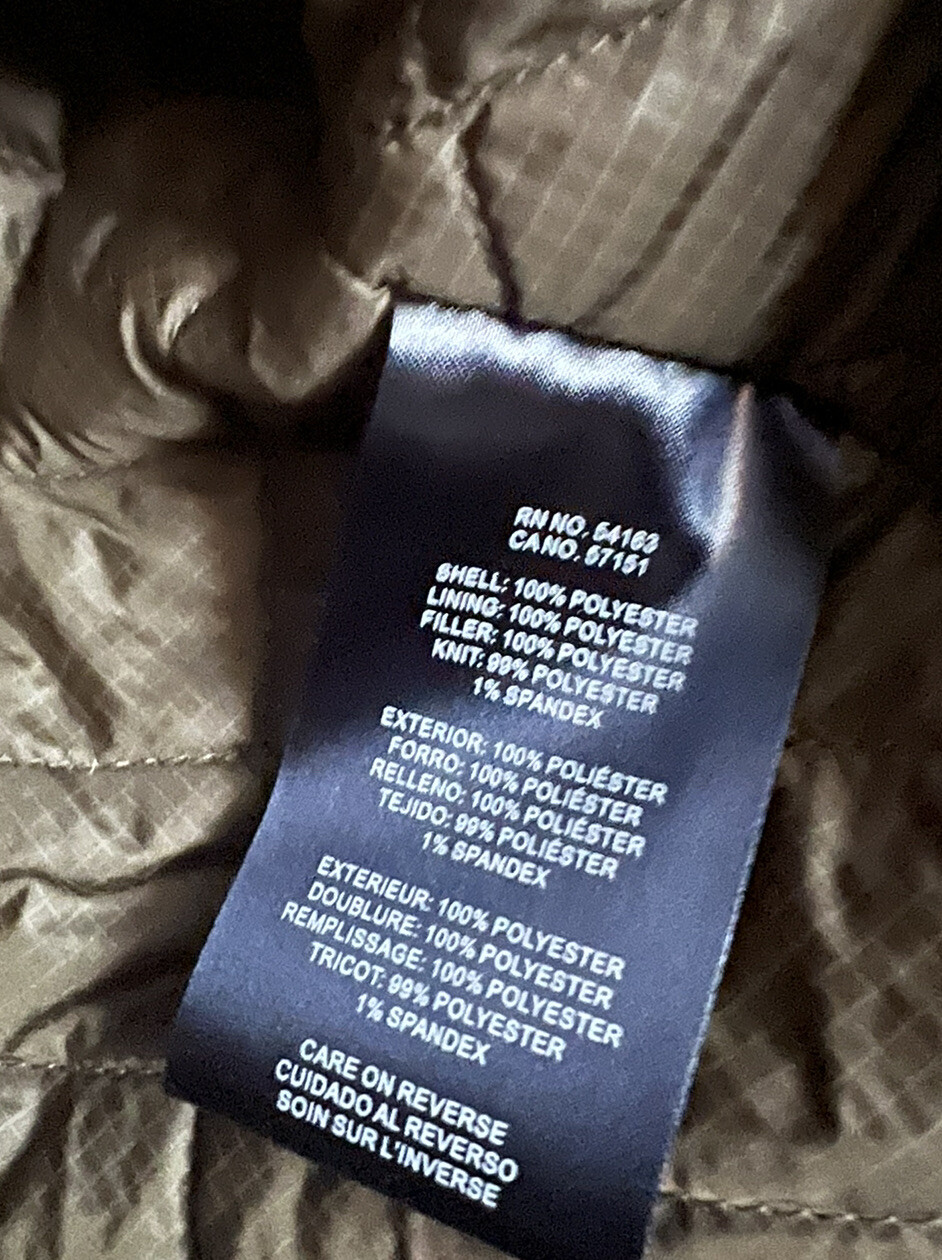 RN NO. 54163
CA NO. 57151
SHELL: 100% POLYESTER
LINING: 100% POLYESTER
FILLER: 100% POLYESTER
KNIT: 99% POLYESTER
1% SPANDEX
EXTERIOR: 100% POLIÉSTER
FORRO: 100% POLIÉSTER
RELLENO: 100% POLIÉSTER
TEJIDO: 99% POLIÉSTER
1% SPANDEX
EXTERIEUR: 100% POLYESTER
DOUBLURE: 100% POLYESTER
REMPLISSAGE: 100% POLYESTER
TRICOT: 99% POLYESTER
1% SPANDEX
CARE ON REVERSE
CUIDADO AL REVERSO
SOIN SUR L'INVERSE